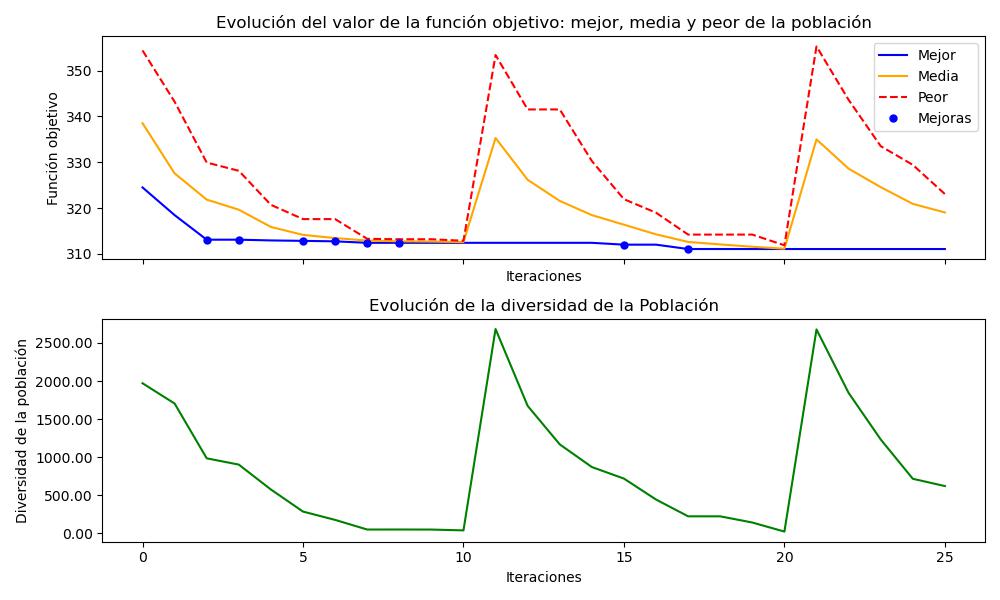 Evolución del valor de la función objetivo: mejor, media y peor de la población
Función objetivo
350
340
330
320
310
Mejor
Media
Peor
Mejoras
Iteraciones
Evolución de la diversidad de la Población
Diversidad de la población
2500.00
2000.00
1500.00
1000.00
500.00
0.00
0 5 10 15 20 25
Iteraciones